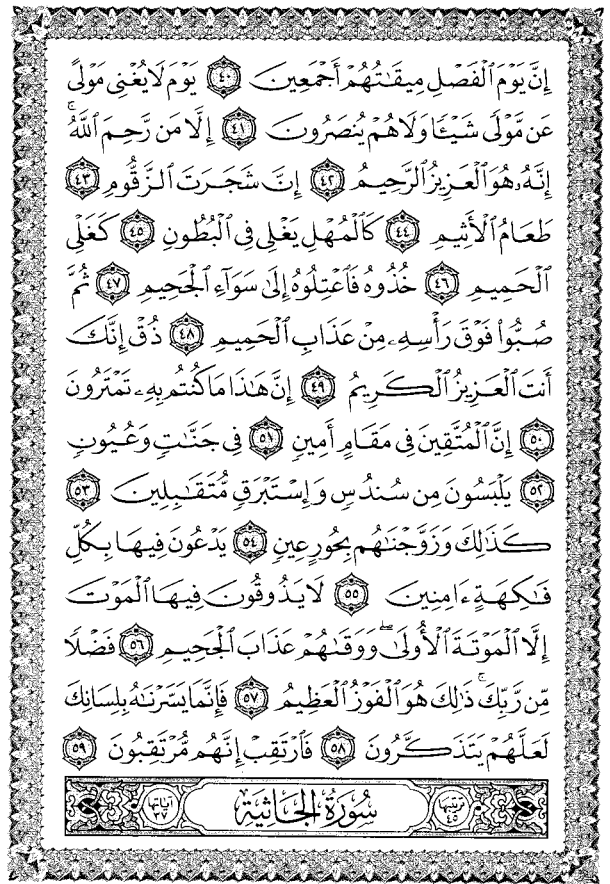 إِنَّ يَوْمَ ٱلْفَصْلِ مِيقَٰتُهُمْ أَجْمَعِينَ ٤٠ يَوْمَ لَا يُغْنِى مَوْلًى
عَن مَّوْلًى شَيْـًٔا وَلَا هُمْ يُنصَرُونَ ٤١ إِلَّا مَن رَّحِمَ ٱللَّهُ ۚ
إِنَّهُۥ هُوَ ٱلْعَزِيزُ ٱلرَّحِيمُ ٤٢ إِنَّ شَجَرَتَ ٱلزَّقُّومِ ٤٣
طَعَامُ ٱلْأَثِيمِ ٤٤ كَٱلْمُهْلِ يَغْلِى فِى ٱلْبُطُونِ ٤٥ كَغَلْىِ
ٱلْحَمِيمِ ٤٦ خُذُوهُ فَٱعْتِلُوهُ إِلَىٰ سَوَآءِ ٱلْجَحِيمِ ٤٧ ثُمَّ
صُبُّوا۟ فَوْقَ رَأْسِهِۦ مِنْ عَذَابِ ٱلْحَمِيمِ ٤٨ ذُقْ إِنَّكَ
أَنتَ ٱلْعَزِيزُ ٱلْكَرِيمُ ٤٩ إِنَّ هَٰذَا مَا كُنتُم بِهِۦ تَمْتَرُونَ
٥٠ إِنَّ ٱلْمُتَّقِينَ فِى مَقَامٍ أَمِينٍ ٥١ فِى جَنَّٰتٍ وَعُيُونٍ
٥٢ يَلْبَسُونَ مِن سُندُسٍ وَإِسْتَبْرَقٍ مُّتَقَٰبِلِينَ ٥٣
كَذَٰلِكَ وَزَوَّجْنَٰهُم بِحُورٍ عِينٍ ٥٤ يَدْعُونَ فِيهَا بِكُلِّ
فَٰكِهَةٍ ءَامِنِينَ ٥٥ لَا يَذُوقُونَ فِيهَا ٱلْمَوْتَ
إِلَّا ٱلْمَوْتَةَ ٱلْأُولَىٰ ۖ وَوَقَىٰهُمْ عَذَابَ ٱلْجَحِيمِ ٥٦ فَضْلًا
مِّن رَّبِّكَ ۚ ذَٰلِكَ هُوَ ٱلْفَوْزُ ٱلْعَظِيمُ ٥٧ فَإِنَّمَا يَسَّرْنَٰهُ بِلِسَانِكَ
لَعَلَّهُمْ يَتَذَكَّرُونَ ٥٨ فَٱرْتَقِبْ إِنَّهُم مُّرْتَقِبُونَ ٥٩
ترتيبها ٤٥ سُورَةُ الجَاثِيَةِ آياتها ٣٧